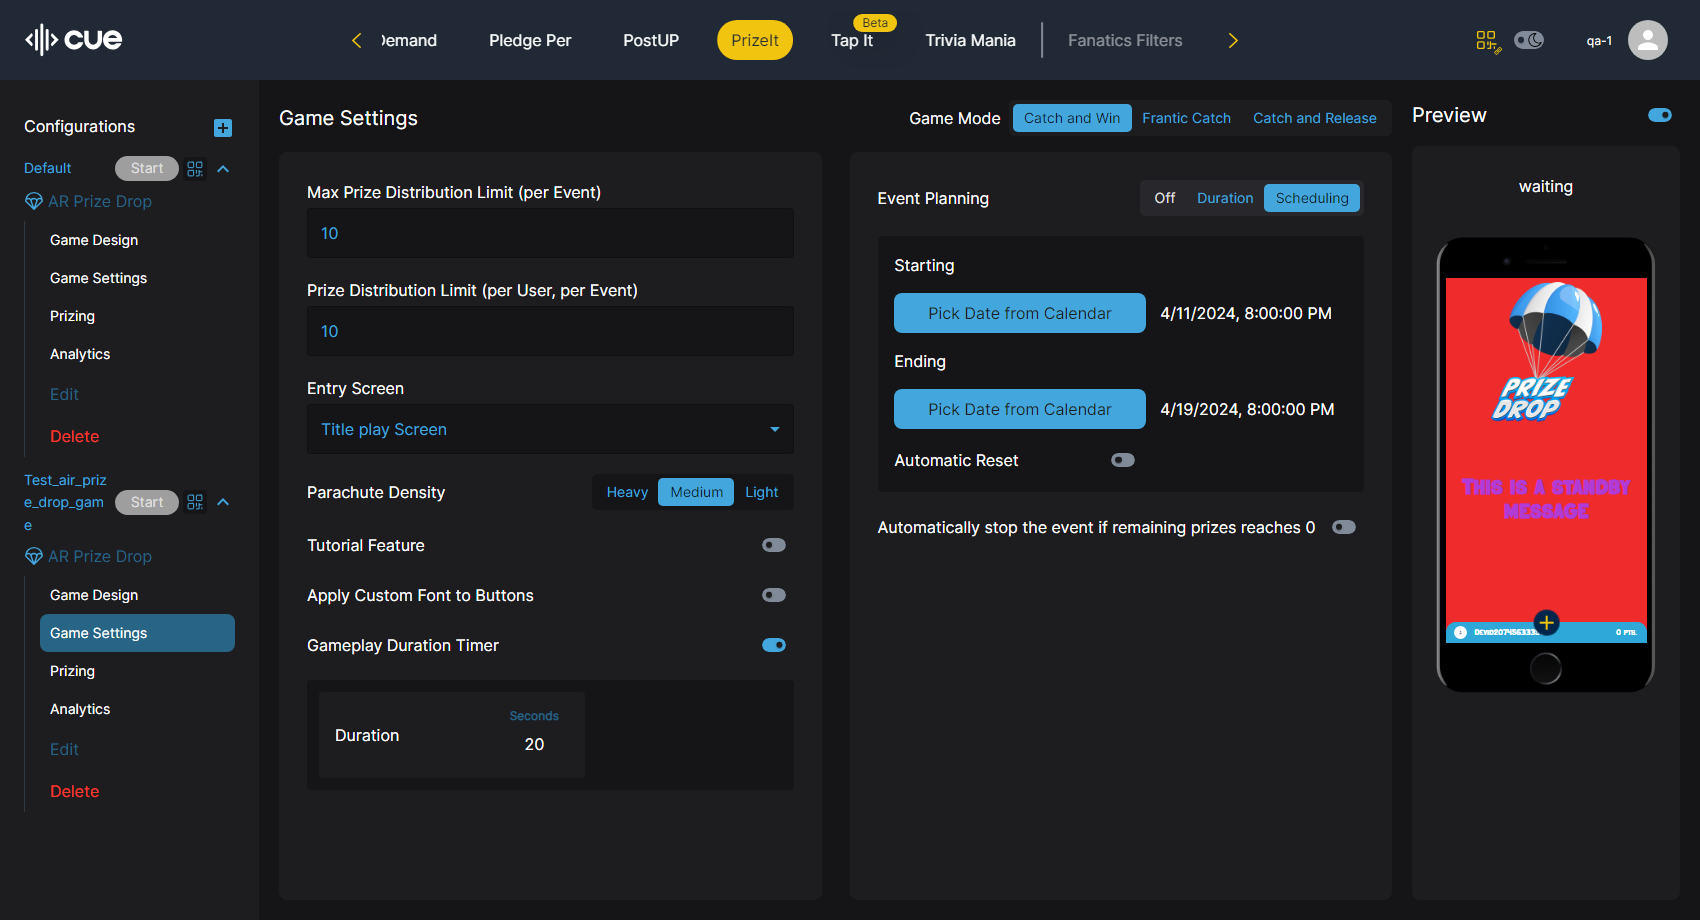 cue
Demand
Pledge Per
PostUP
PrizeIt
Beta
Tap It
Trivia Mania
Fanatics Filters
qa-1
Configurations
Default
Start
AR Prize Drop
Game Design
Game Settings
Prizing
Analytics
Edit
Delete
Test_air_priz
e_drop_gam
e
Start
AR Prize Drop
Game Design
Game Settings
Prizing
Analytics
Edit
Delete
Game Settings
Game Mode
Catch and Win
Frantic Catch
Catch and Release
Max Prize Distribution Limit (per Event)
10
Prize Distribution Limit (per User, per Event)
10
Entry Screen
Title play Screen
Parachute Density
Heavy
Medium
Light
Tutorial Feature
Apply Custom Font to Buttons
Gameplay Duration Timer
Duration
Seconds
20
Event Planning
Off
Duration
Scheduling
Starting
Pick Date from Calendar
4/11/2024, 8:00:00 PM
Ending
Pick Date from Calendar
4/19/2024, 8:00:00 PM
Automatic Reset
Automatically stop the event if remaining prizes reaches 0
Preview
waiting
PRIZE
DROP
THIS IS A STANDBY
MESSAGE
0 PTS.